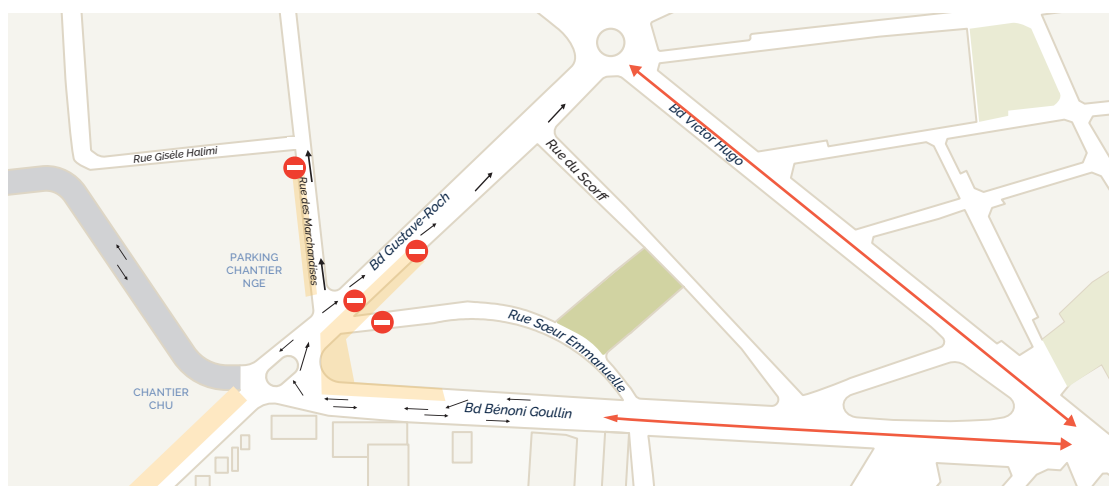 Rue Gisèle Halimi
Rue des Marchandises
Bd Gustave-Roch
Rue du Scorff
Bd Victor Hugo
PARKING
CHANTIER
NGE
Rue Sœur Emmanuelle
CHANTIER
CHU
Bd Bénoni Goullin